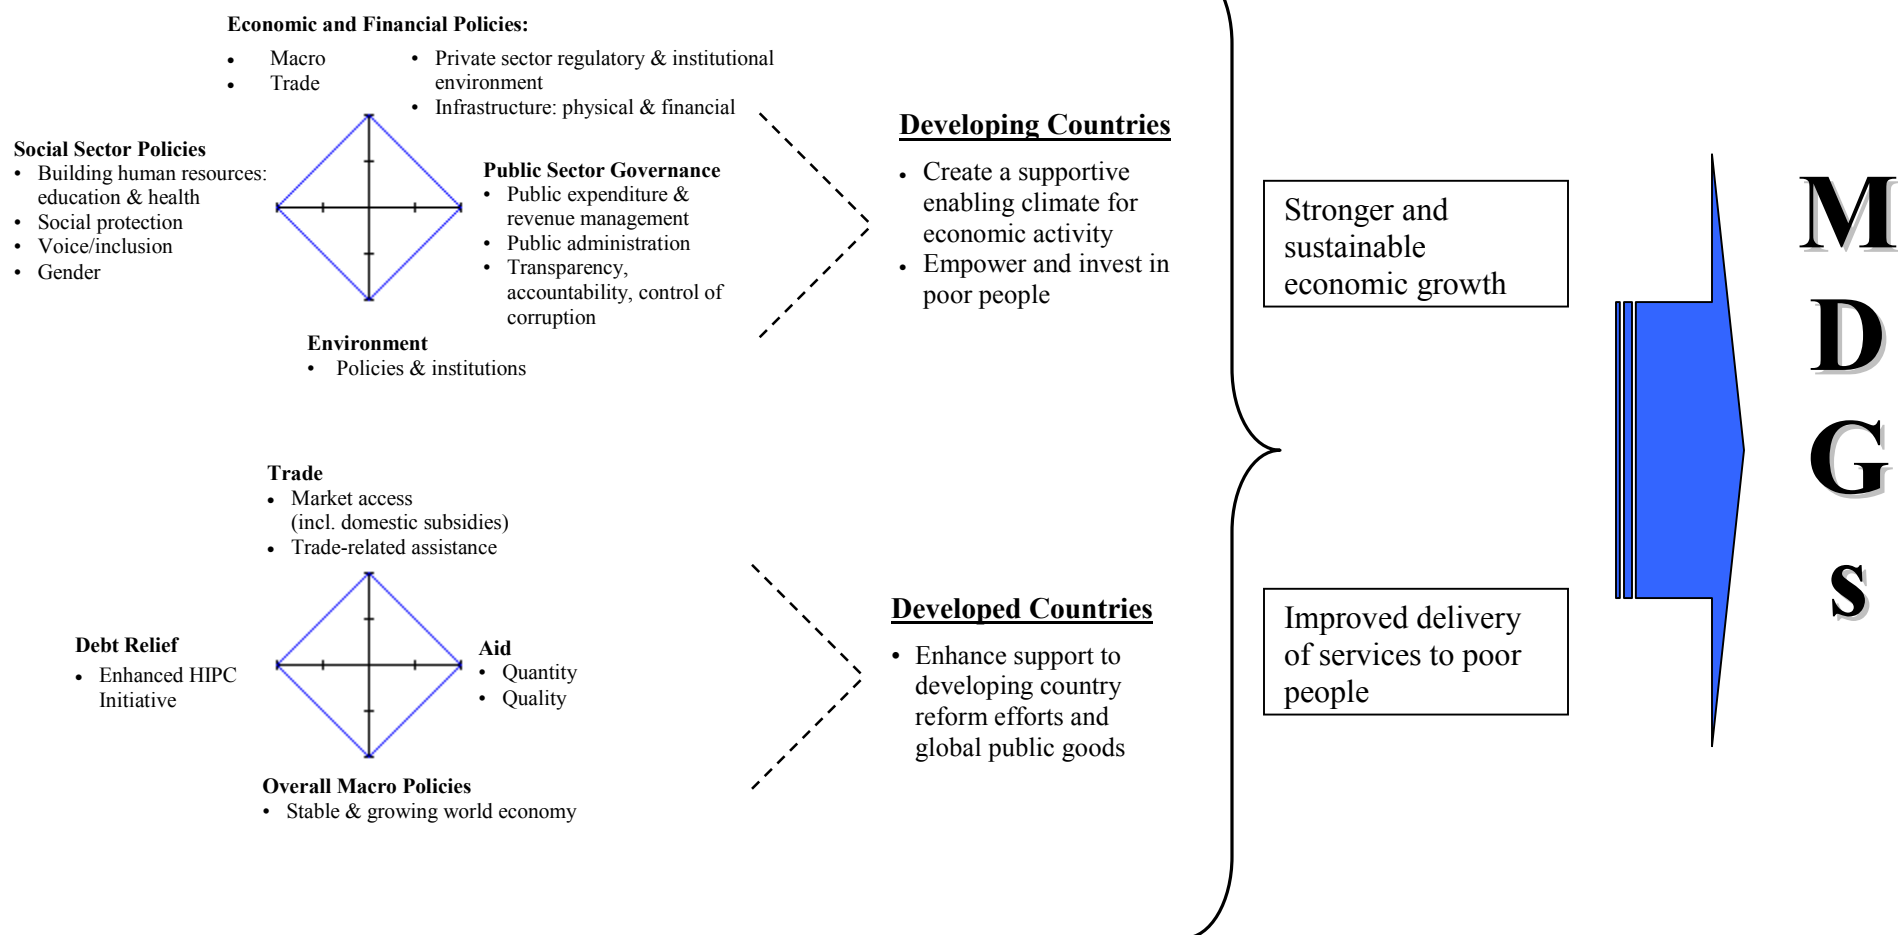 Economic and Financial Policies:
• Macro
• Trade
• Private sector regulatory & institutional
environment
• Infrastructure: physical & financial
Social Sector Policies
• Building human resources:
education & health
• Social protection
• Voice/inclusion
• Gender
Public Sector Governance
• Public expenditure &
revenue management
• Public administration
• Transparency,
accountability, control of
corruption
Environment
• Policies & institutions
Developing Countries
• Create a supportive
enabling climate for
economic activity
• Empower and invest in
poor people
Trade
• Market access
(incl. domestic subsidies)
• Trade-related assistance
Debt Relief
• Enhanced HIPC
Initiative
Aid
• Quantity
• Quality
Overall Macro Policies
• Stable & growing world economy
Developed Countries
• Enhance support to
developing country
reform efforts and
global public goods
Stronger and
sustainable
economic growth
Improved delivery
of services to poor
people
M
D
G
s